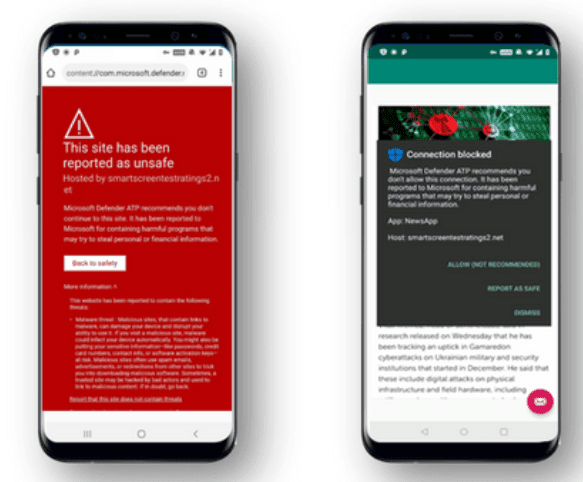 content://com.microsoft.defender.r
This site has been
reported as unsafe
Hosted by smartscreentestratings2.n
et
Microsoft Defender ATP recommends you don't
continue to this site. It has been reported to
Microsoft for containing harmful programs that
may try to steal personal or financial information.
Back to safety
More information
This website has been reported to contain the following
threats:
- Malware threat: Malicious sites, that contain links to
malware, can damage your device and disrupt your
ability to use it. If you visit a malicious site, malware
could infect your device automatically. You might also be
putting your sensitive information—like passwords, credit
card numbers, contact info, or software activation keys—
at risk. Malicious sites often use spam emails,
advertisements, or redirections from other sites to trick
you into downloading malicious software. Sometimes, a
trusted site may be hacked by bad actors and used to
link to malicious content. If in doubt, go back.
Report that this site does not contain threats
Connection blocked
Microsoft Defender ATP recommends you
don't allow this connection. It has been
reported to Microsoft for containing harmful
programs that may try to steal personal or
financial information.
App: NewsApp
Host: smartscreentestratings2.net
ALLOW (NOT RECOMMENDED)
REPORT AS SAFE
DISMISS
research released on Wednesday that he has
been tracking an uptick in Gamaredon
cyberattacks on Ukrainian military and security
institutions that started in December. He said that
these include digital attacks on physical
infrastructure and field hardware, including